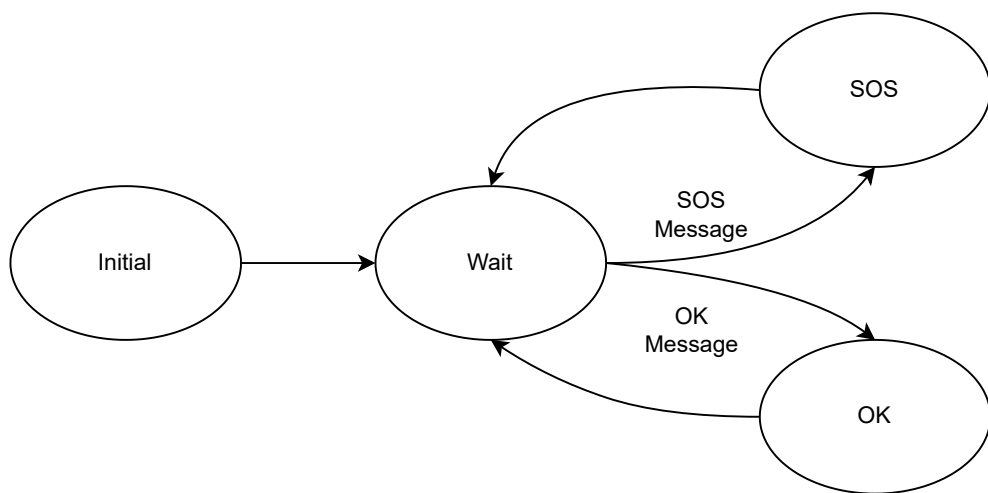 SOS
SOS
Message
Initial
Wait
OK
Message
OK